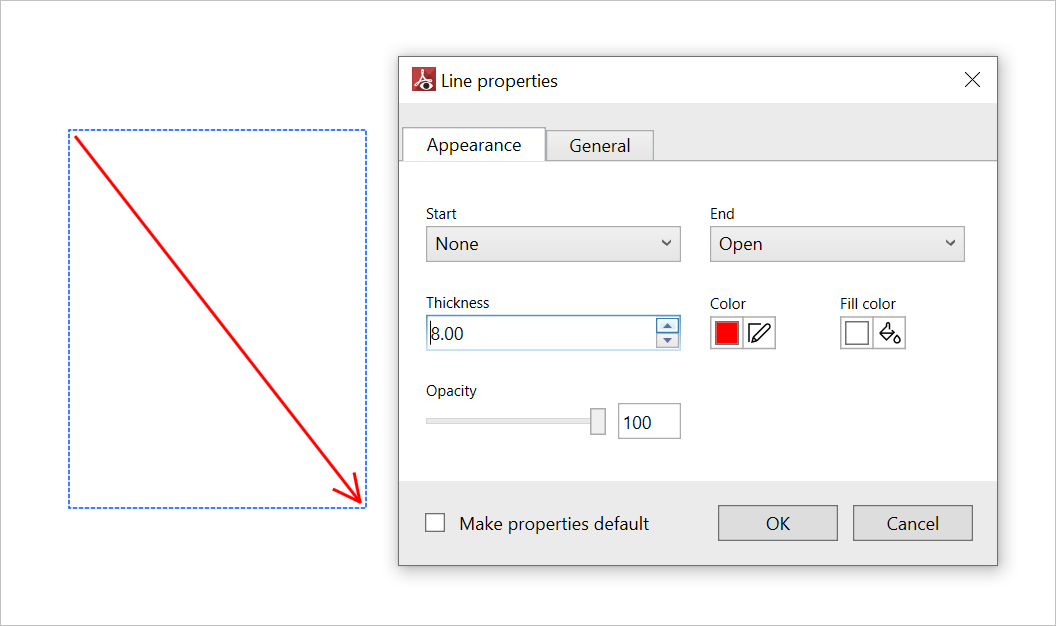 Line properties
Appearance
General
Start
End
None
Open
Thickness
Color
Fill color
8.00
Opacity
100
Make properties default
OK
Cancel